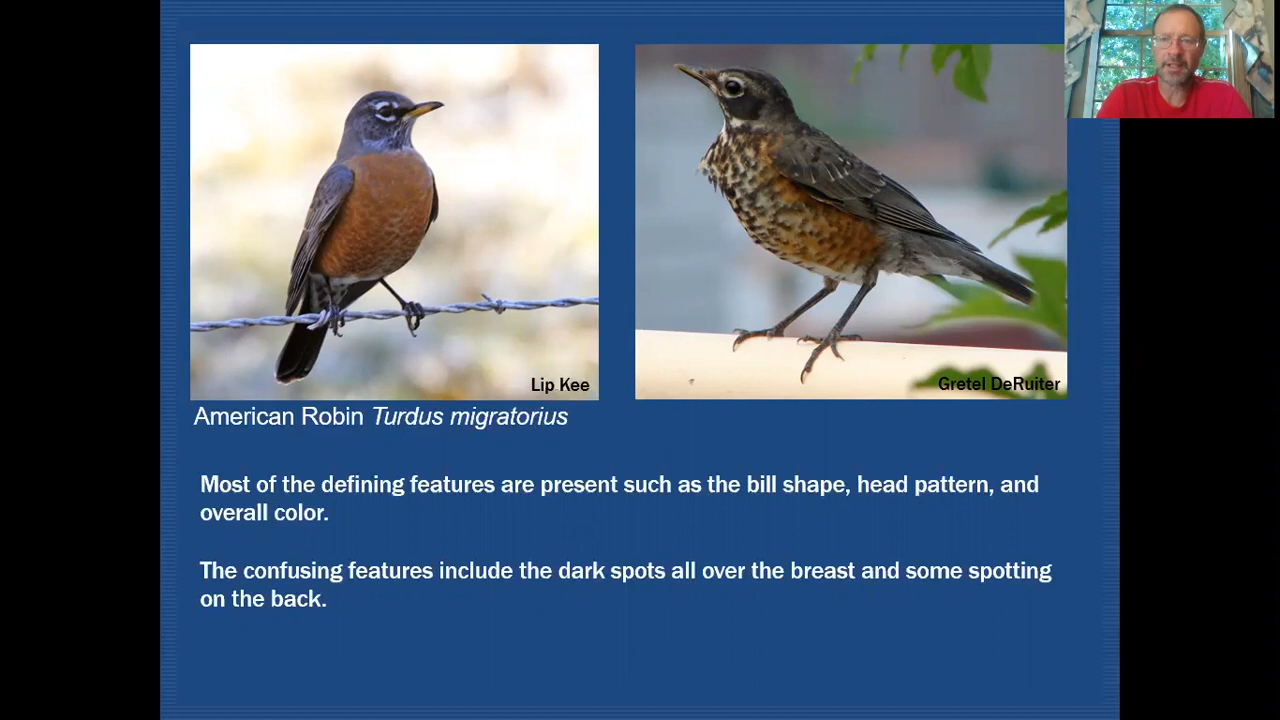 Lip Kee
Gretel DeRuiter
American Robin Turdus migratorius
Most of the defining features are present such as the bill shape, head pattern, and
overall color.
The confusing features include the dark spots all over the breast and some spotting
on the back.